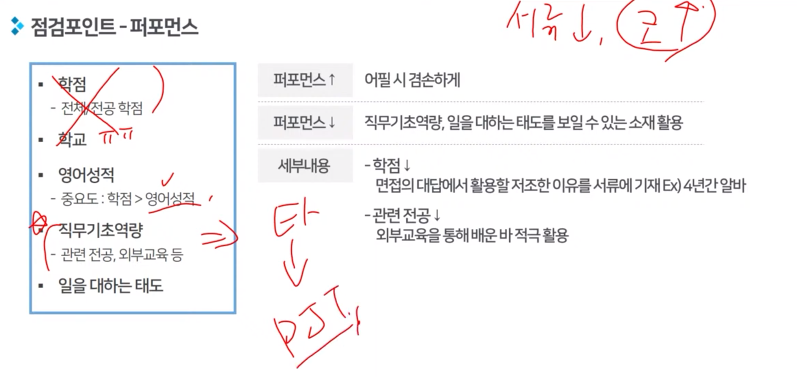 점검포인트 - 퍼포먼스
서류↓, 코↑
▪ 학점
- 전체/전공 학점
▪ 학교 ㅠㅠ
▪ 영어성적
- 중요도 : 학점 > 영어성적
▪ 직무기초역량
- 관련 전공, 외부교육 등
▪ 일을 대하는 태도
퍼포먼스↑ 어필 시 겸손하게
퍼포먼스↓ 직무기초역량, 일을 대하는 태도를 보일 수 있는 소재 활용
세부내용 - 학점↓
면접의 대답에서 활용할 저조한 이유를 서류에 기재 Ex) 4년간 알바
- 관련 전공↓
외부교육을 통해 배운 바 적극 활용
타
↓
PJT